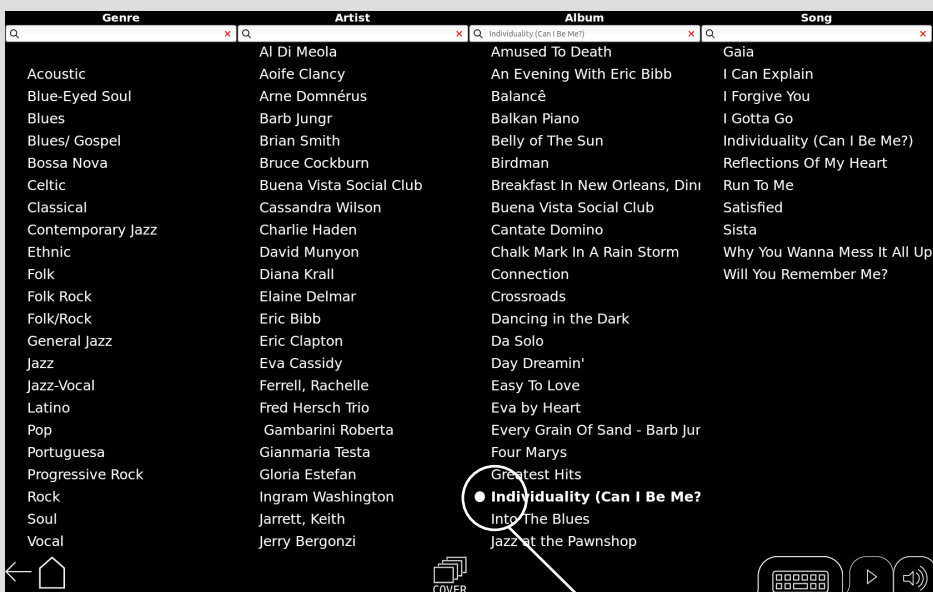 Genre
Artist
Album
Song
Individuality (Can I Be Me?)
Acoustic
Blue-Eyed Soul
Blues
Blues/ Gospel
Bossa Nova
Celtic
Classical
Contemporary Jazz
Ethnic
Folk
Folk Rock
Folk/Rock
General Jazz
Jazz
Jazz-Vocal
Latino
Pop
Portuguesa
Progressive Rock
Rock
Soul
Vocal
Al Di Meola
Aoife Clancy
Arne Domnérus
Barb Jungr
Brian Smith
Bruce Cockburn
Buena Vista Social Club
Cassandra Wilson
Charlie Haden
David Munyon
Diana Krall
Elaine Delmar
Eric Bibb
Eric Clapton
Eva Cassidy
Ferrell, Rachelle
Fred Hersch Trio
Gambarini Roberta
Gianmaria Testa
Gloria Estefan
Ingram Washington
Jarrett, Keith
Jerry Bergonzi
Amused To Death
An Evening With Eric Bibb
Balancê
Balkan Piano
Belly of The Sun
Birdman
Breakfast In New Orleans, Dini
Buena Vista Social Club
Cantate Domino
Chalk Mark In A Rain Storm
Connection
Crossroads
Dancing in the Dark
Da Solo
Day Dreamin'
Easy To Love
Eva by Heart
Every Grain Of Sand - Barb Jur
Four Marys
Greatest Hits
Individuality (Can I Be Me?
Into The Blues
Jazz at the Pawnshop
Gaia
I Can Explain
I Forgive You
I Gotta Go
Individuality (Can I Be Me?)
Reflections Of My Heart
Run To Me
Satisfied
Sista
Why You Wanna Mess It All Up
Will You Remember Me?
COVER